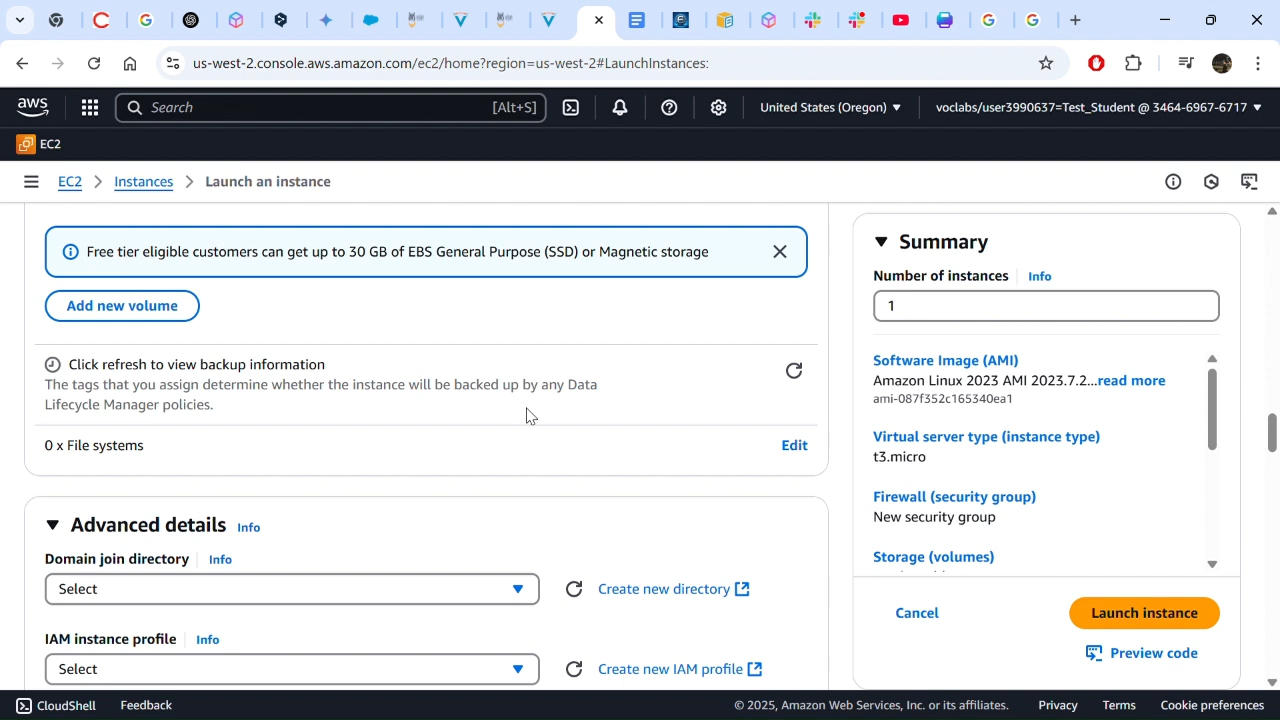 us-west-2.console.aws.amazon.com/ec2/home?region=us-west-2#LaunchInstances:
aws
Search
[Alt+S]
United States (Oregon)
voclabs/user3990637=Test_Student @ 3464-6967-6717
EC2
EC2 > Instances > Launch an instance
Free tier eligible customers can get up to 30 GB of EBS General Purpose (SSD) or Magnetic storage
Add new volume
Click refresh to view backup information
The tags that you assign determine whether the instance will be backed up by any Data
Lifecycle Manager policies.
0 x File systems
Edit
Advanced details Info
Domain join directory Info
Select
Create new directory
IAM instance profile Info
Select
Create new IAM profile
Summary
Number of instances Info
1
Software Image (AMI)
Amazon Linux 2023 AMI 2023.7.2...read more
ami-087f352c165340ea1
Virtual server type (instance type)
t3.micro
Firewall (security group)
New security group
Storage (volumes)
Cancel
Launch instance
Preview code
CloudShell
Feedback
© 2025, Amazon Web Services, Inc. or its affiliates.
Privacy
Terms
Cookie preferences